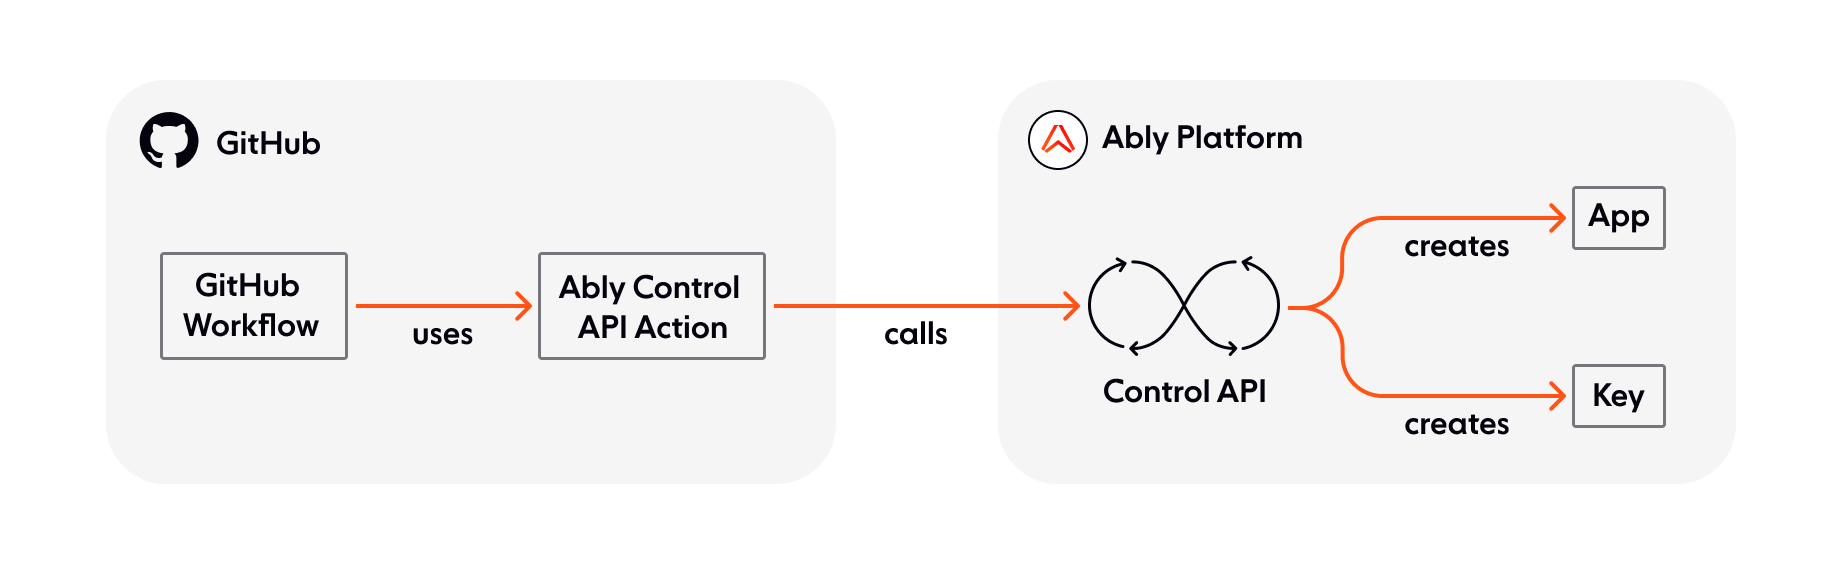 GitHub
GitHub
Workflow
uses
Ably Control
API Action
calls
Ably Platform
Control API
creates
App
creates
Key